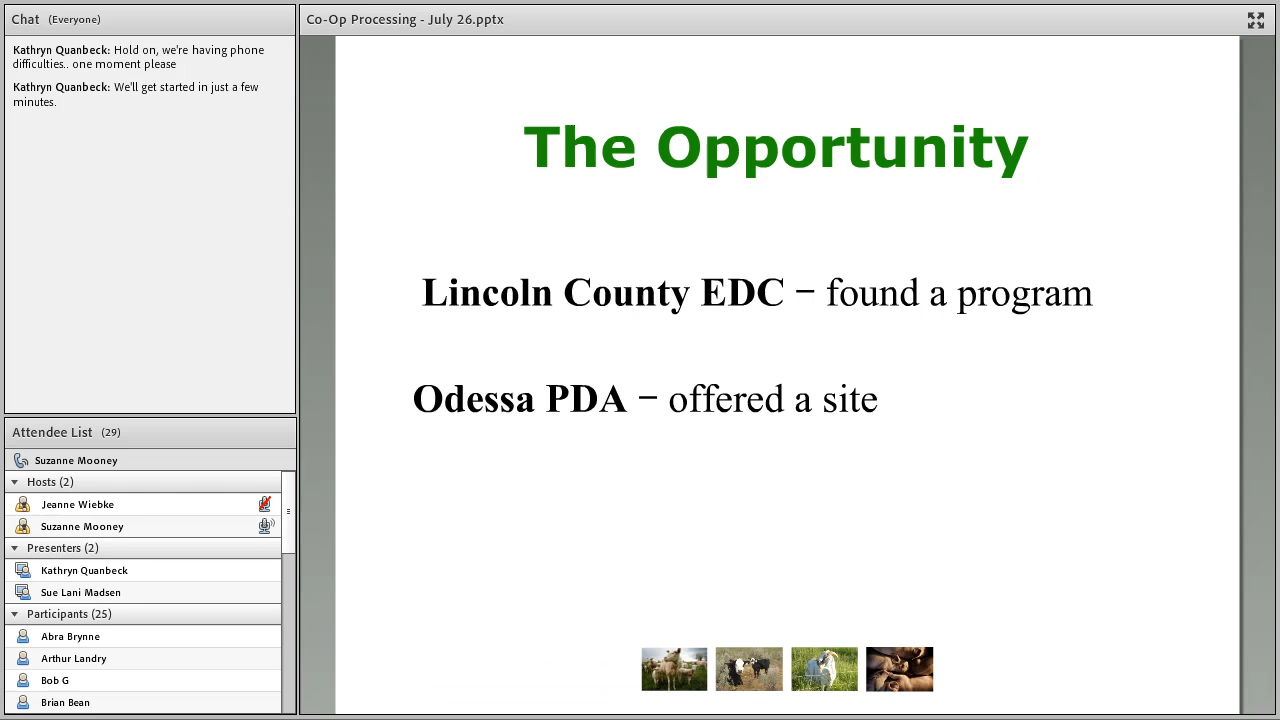 Chat (Everyone)
Kathryn Quanbeck: Hold on, we're having phone
difficulties.. one moment please
Kathryn Quanbeck: We'll get started in just a few
minutes.
Attendee List (29)
Suzanne Mooney
Hosts (2)
Jeanne Wiebke
Suzanne Mooney
Presenters (2)
Kathryn Quanbeck
Sue Lani Madsen
Participants (25)
Abra Brynne
Arthur Landry
Bob G
Brian Bean
Co-Op Processing - July 26.pptx
The Opportunity
Lincoln County EDC – found a program
Odessa PDA – offered a site